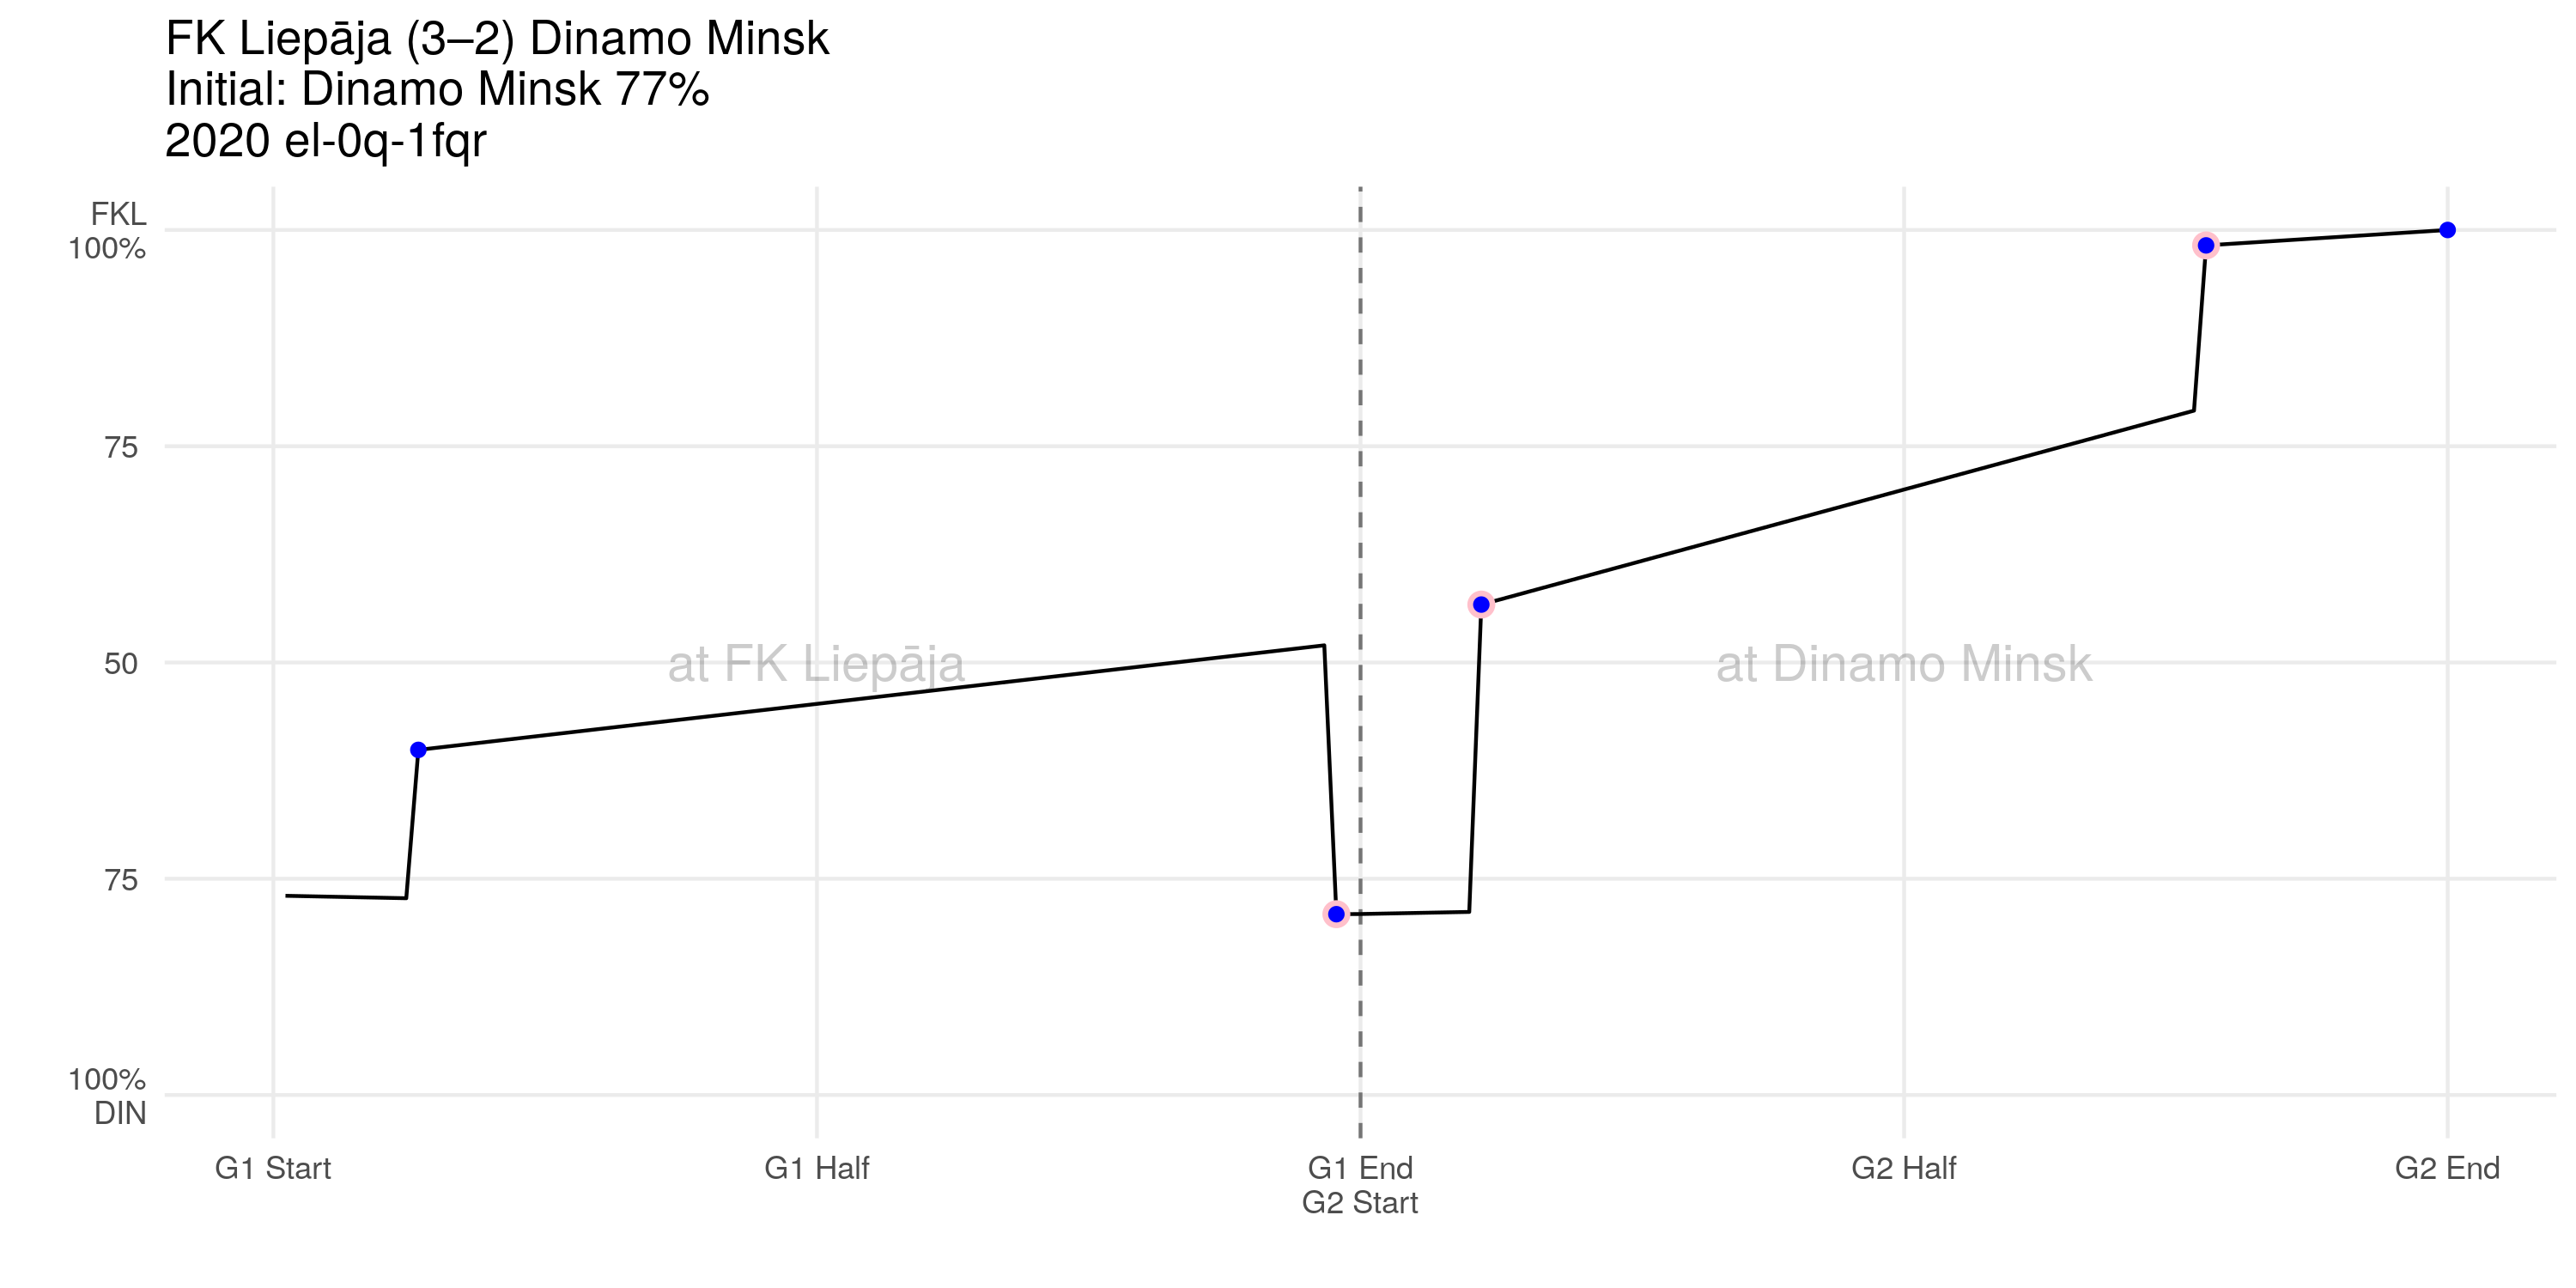 FK Liepāja (3–2) Dinamo Minsk
Initial: Dinamo Minsk 77%
2020 el-0q-1fqr
FKL
100%
75
50
75
100%
DIN
at FK Liepāja
at Dinamo Minsk
G1 Start
G1 Half
G1 End
G2 Start
G2 Half
G2 End